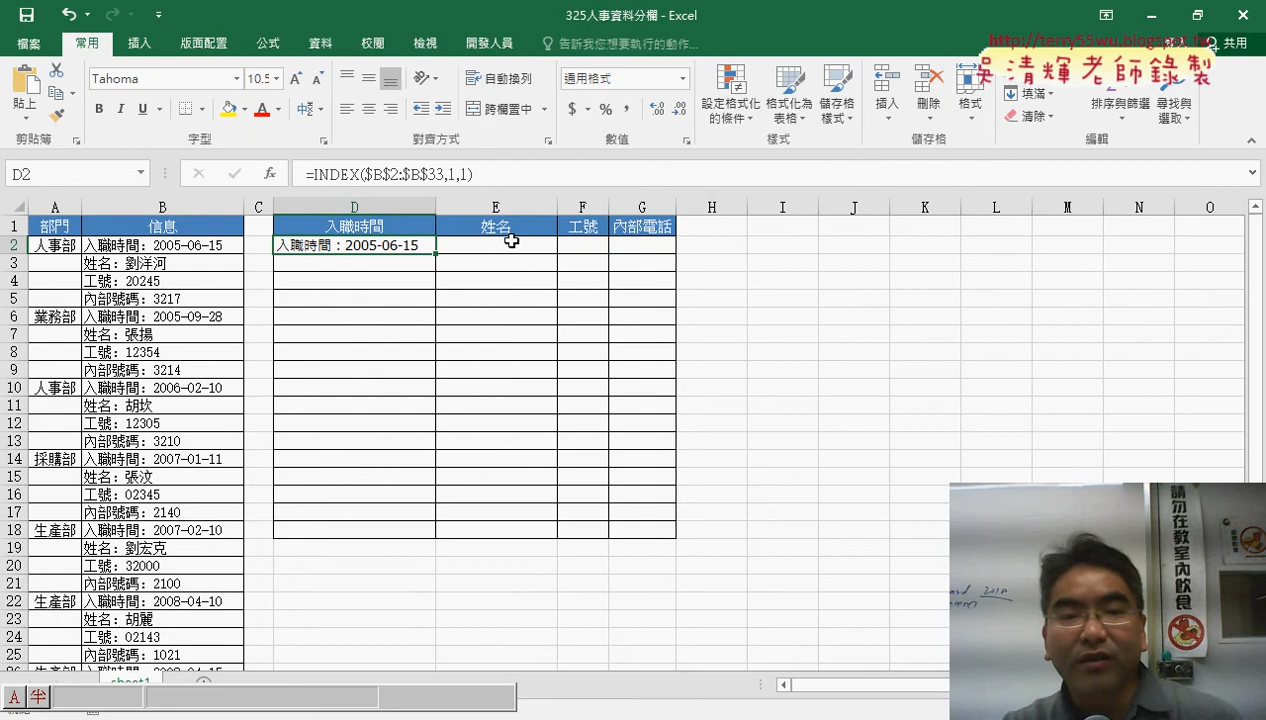 325人事資料分欄 - Excel
http://terry55wu.blogspot.tw
吳清輝老師錄製
檔案 常用 插入 版面配置 公式 資料 校閱 檢視 開發人員 告訴我您想要執行的動作... 共用
貼上 Tahoma 10.5 自動換列 通用格式 設定格式化的條件 格式化為表格 儲存格樣式 插入 刪除 格式 填滿 排序與篩選 尋找與選取
B I U 中 跨欄置中 $ % , 清除
剪貼簿 字型 對齊方式 數值 樣式 儲存格 編輯
D2 fx =INDEX($B$2:$B$33,1,1)
A B C D E F G H I J K L M N O
1 部門 信息 入職時間 姓名 工號 內部電話
2 人事部 入職時間：2005-06-15 入職時間：2005-06-15
3 姓名：劉洋河
4 工號：20245
5 內部號碼：3217
6 業務部 入職時間：2005-09-28
7 姓名：張揚
8 工號：12354
9 內部號碼：3214
10 人事部 入職時間：2006-02-10
11 姓名：胡坎
12 工號：12305
13 內部號碼：3210
14 採購部 入職時間：2007-01-11
15 姓名：張汶
16 工號：02345
17 內部號碼：2140
18 生產部 入職時間：2007-02-10
19 姓名：劉宏克
20 工號：32000
21 內部號碼：2100
22 生產部 入職時間：2008-04-10
23 姓名：胡麗
24 工號：02143
25 內部號碼：1021
sheet1
A 半
請勿在教室內飲食